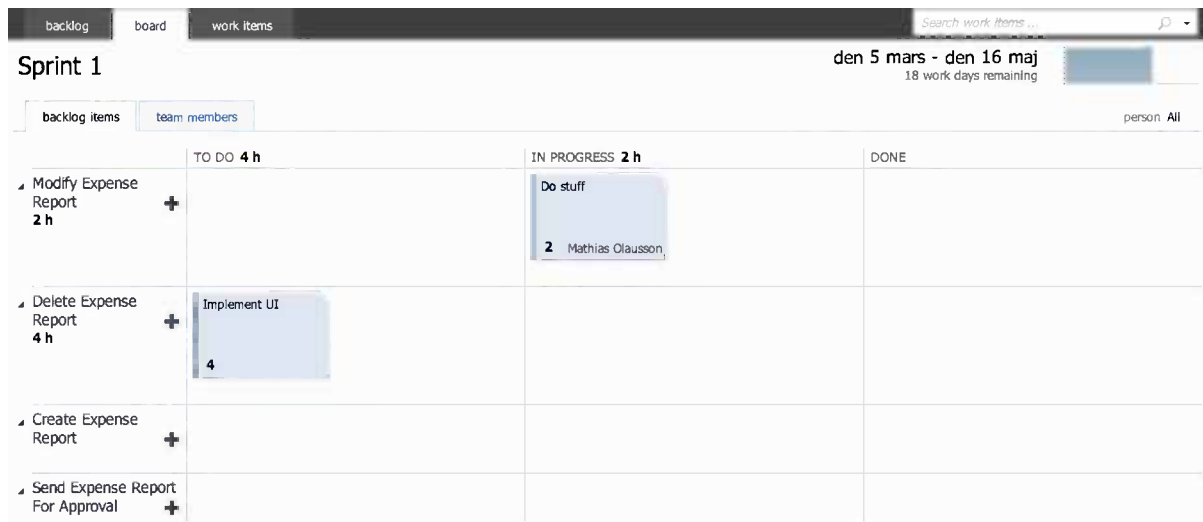 backlog board work items Search work items ...
Sprint 1
den 5 mars - den 16 maj
18 work days remaining
backlog items team members person All
TO DO 4 h IN PROGRESS 2 h DONE
Modify Expense
Report
2 h
Do stuff
2 Mathias Olausson
Delete Expense
Report
4 h
Implement UI
4
Create Expense
Report
Send Expense Report
For Approval